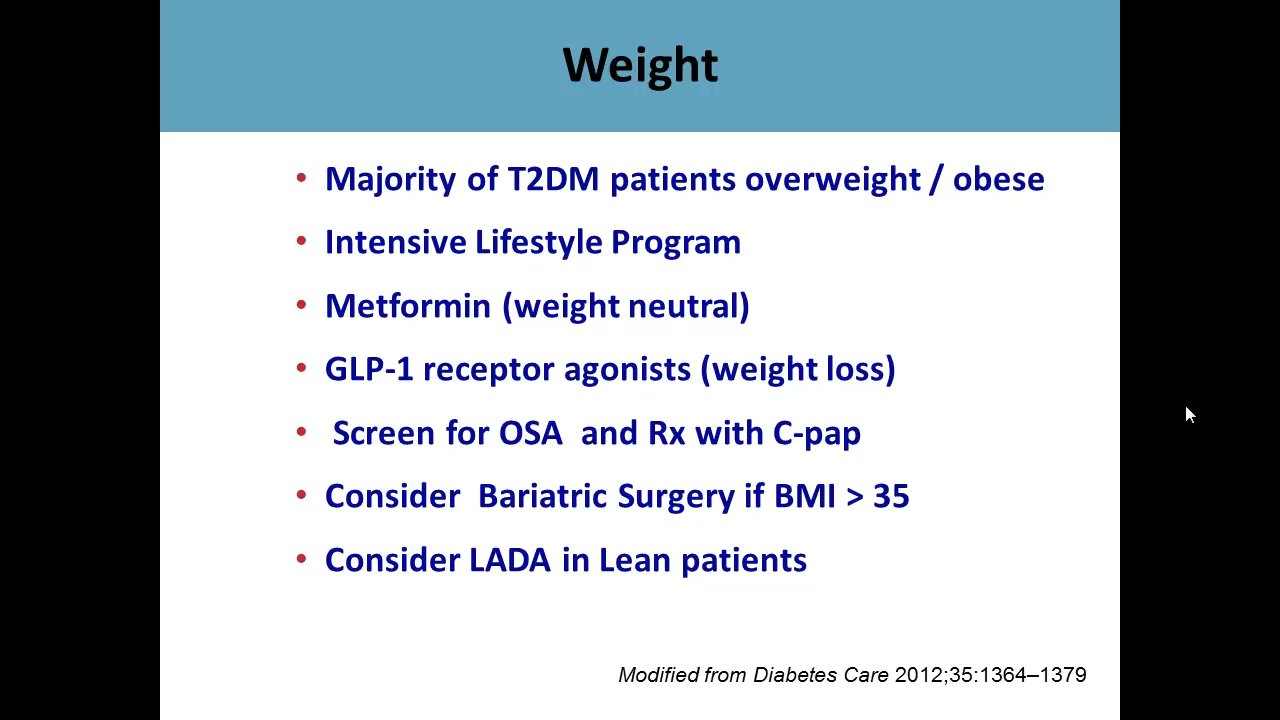 Weight
• Majority of T2DM patients overweight / obese
• Intensive Lifestyle Program
• Metformin (weight neutral)
• GLP-1 receptor agonists (weight loss)
• Screen for OSA and Rx with C-pap
• Consider Bariatric Surgery if BMI > 35
• Consider LADA in Lean patients
Modified from Diabetes Care 2012;35:1364–1379